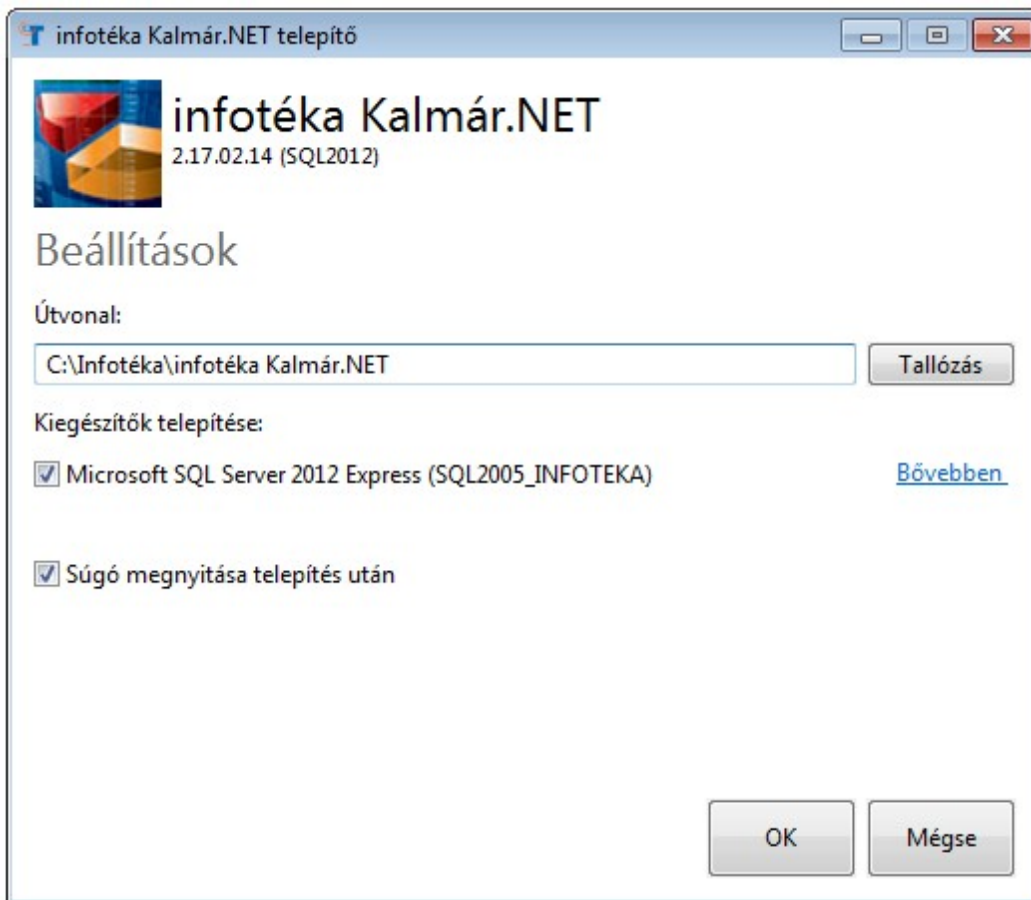 infotéka Kalmár.NET telepítő
infotéka Kalmár.NET
2.17.02.14 (SQL2012)
Beállítások
Útvonal:
C:\Infotéka\infotéka Kalmár.NET
Tallózás
Kiegészítők telepítése:
Microsoft SQL Server 2012 Express (SQL2005_INFOTEKA)
Bővebben
Súgó megnyitása telepítés után
OK
Mégse